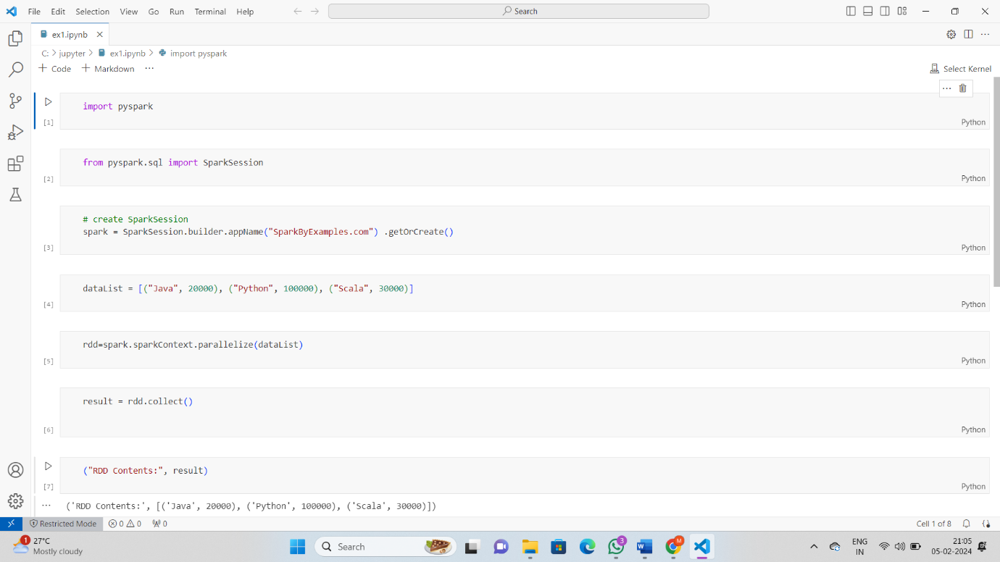 File Edit Selection View Go Run Terminal Help
Search
ex1.ipynb
C: > jupyter > ex1.ipynb > import pyspark
+ Code + Markdown ...
Select Kernel
import pyspark
[1]
Python
from pyspark.sql import SparkSession
[2]
Python
# create SparkSession
spark = SparkSession.builder.appName("SparkByExamples.com") .getOrCreate()
[3]
Python
dataList = [("Java", 20000), ("Python", 100000), ("Scala", 30000)]
[4]
Python
rdd=spark.sparkContext.parallelize(dataList)
[5]
Python
result = rdd.collect()
[6]
Python
("RDD Contents:", result)
[7]
Python
... ('RDD Contents:', [('Java', 20000), ('Python', 100000), ('Scala', 30000)])
Restricted Mode 0 0 0
Cell 1 of 8
1
27°C
Mostly cloudy
Search
3
M
ENG
IN
21:05
05-02-2024